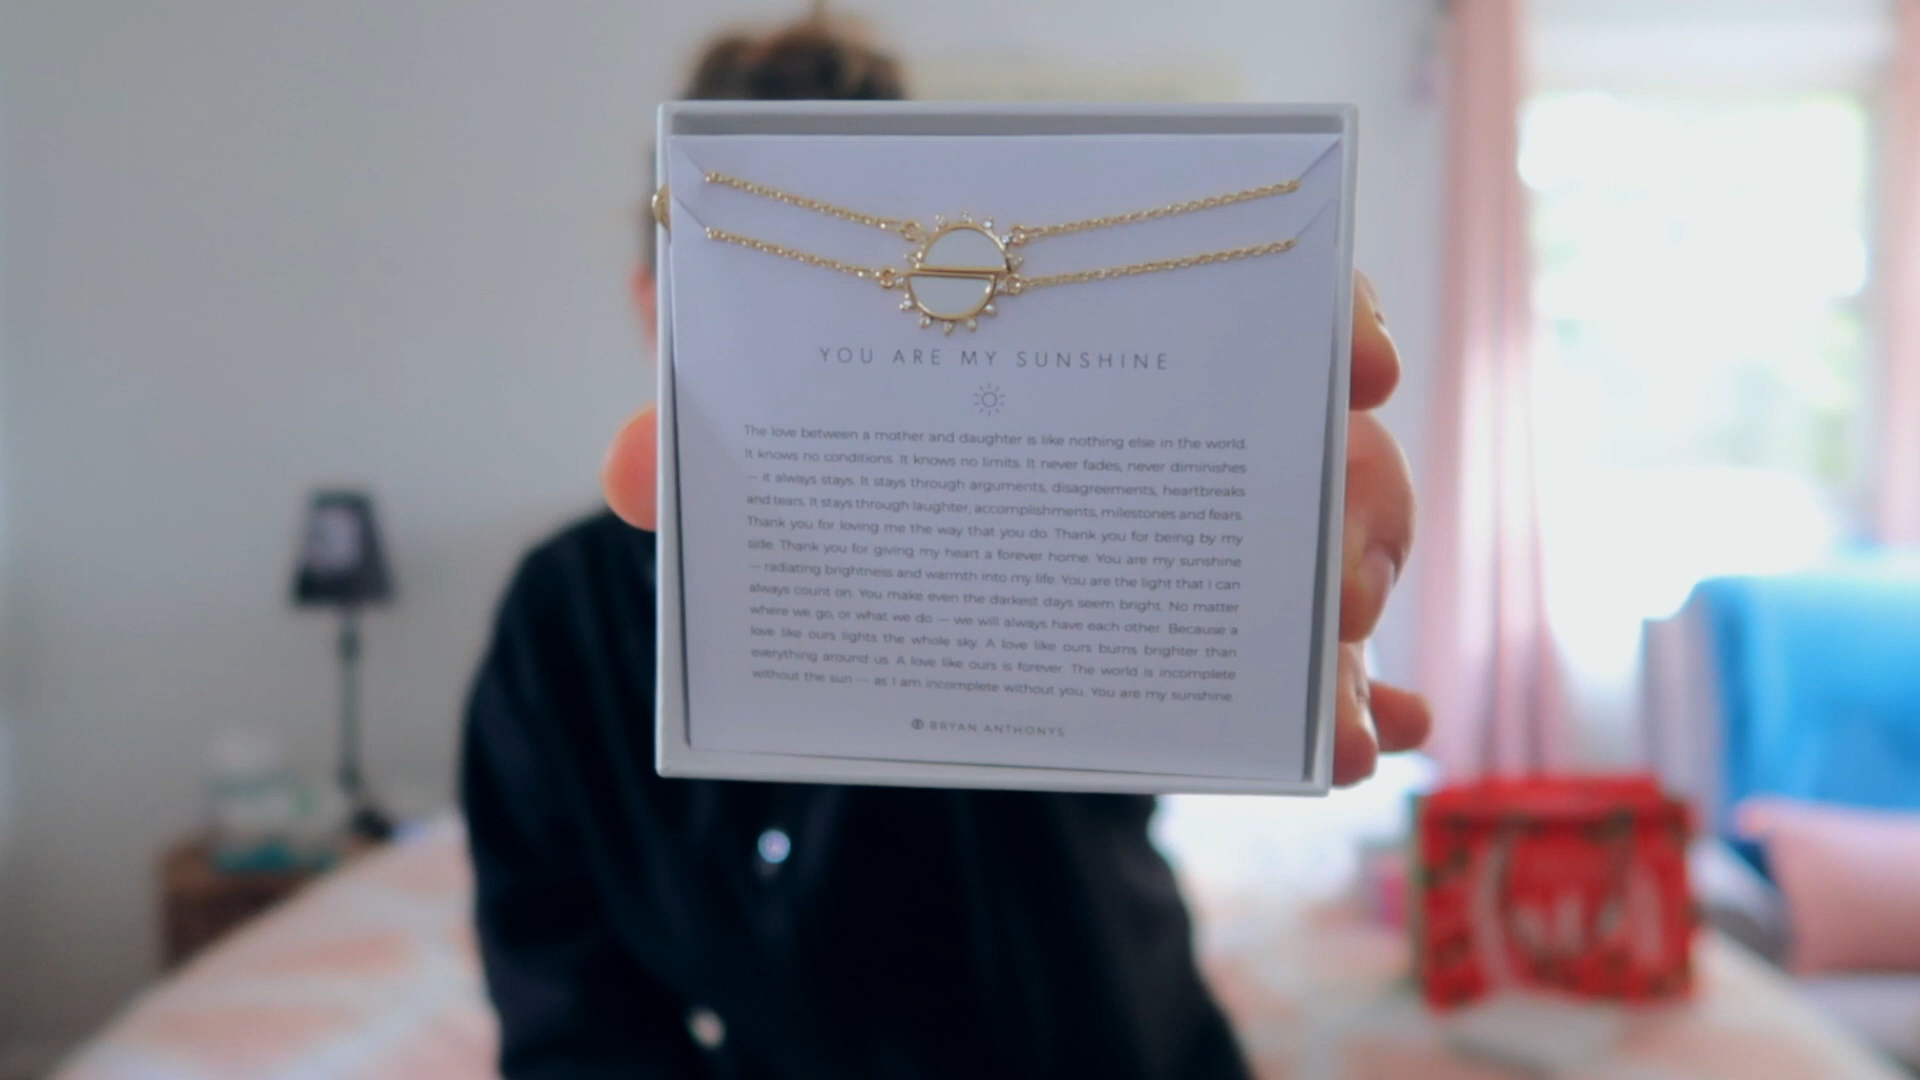 YOU ARE MY SUNSHINE
The love between a mother and daughter is like nothing else in the world.
It knows no conditions. It knows no limits. It never fades, never diminishes
— it always stays. It stays through arguments, disagreements, heartbreaks
and tears. It stays through laughter, accomplishments, milestones and fears.
Thank you for loving me the way that you do. Thank you for being by my
side. Thank you for giving my heart a forever home. You are my sunshine
— radiating brightness and warmth into my life. You are the light that I can
always count on. You make even the darkest days seem bright. No matter
where we go, or what we do — we will always have each other. Because a
love like ours lights the whole sky. A love like ours burns brighter than
everything around us. A love like ours is forever. The world is incomplete
without the sun — as I am incomplete without you. You are my sunshine.
BRYAN ANTHONYS